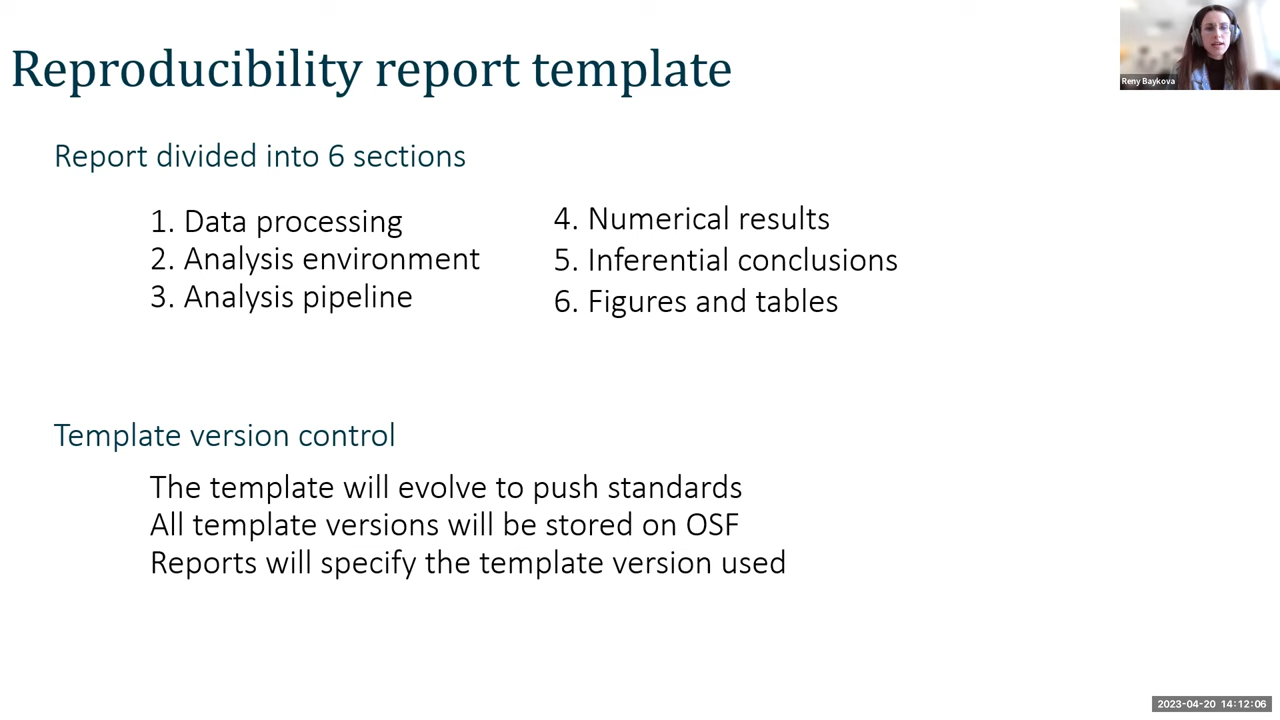 Reproducibility report template
Reny Baykova
Report divided into 6 sections
1. Data processing
2. Analysis environment
3. Analysis pipeline
4. Numerical results
5. Inferential conclusions
6. Figures and tables
Template version control
The template will evolve to push standards
All template versions will be stored on OSF
Reports will specify the template version used
2023-04-20 14:12:06